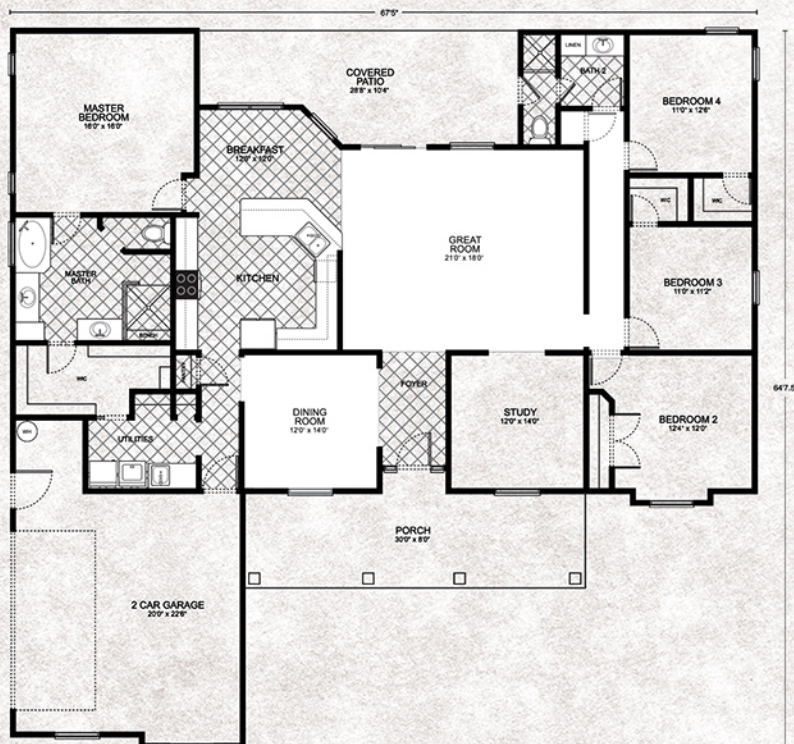 67'5"
COVERED
PATIO
28'8" x 10'4"
LINEN
BATH 2
MASTER
BEDROOM
16'0" x 16'0"
BEDROOM 4
11'0" x 12'6"
BREAKFAST
12'0" x 12'0"
WIC
WIC
GREAT
ROOM
21'0" x 18'0"
MASTER
BATH
KITCHEN
BEDROOM 3
11'0" x 11'2"
BENCH
WIC
FOYER
64'7.5
DINING
ROOM
12'0" x 14'0"
STUDY
12'0" x 14'0"
BEDROOM 2
12'4" x 12'0"
WH
UTILITIES
PORCH
30'0" x 8'0"
2 CAR GARAGE
20'0" x 22'6"